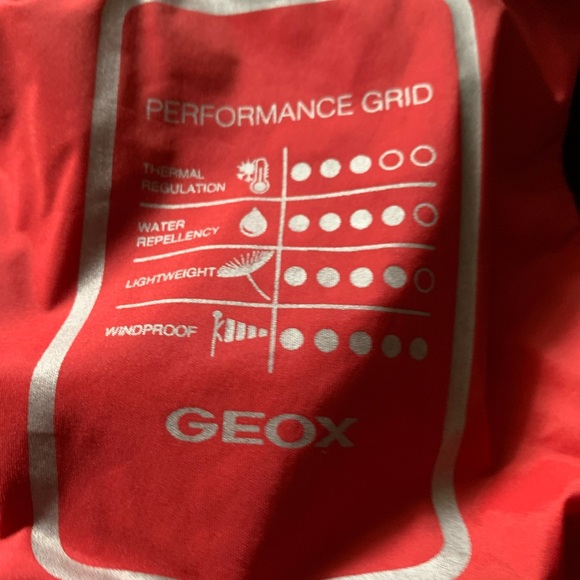 PERFORMANCE GRID
THERMAL
REGULATION
WATER
REPELLENCY
LIGHTWEIGHT
WINDPROOF
GEOX